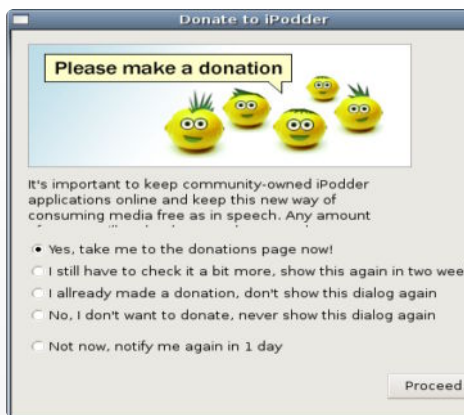 Donate to iPodder
Please make a donation
It's important to keep community-owned iPodder
applications online and keep this new way of
consuming media free as in speech. Any amount
Yes, take me to the donations page now!
I still have to check it a bit more, show this again in two wee
I allready made a donation, don't show this dialog again
No, I don't want to donate, never show this dialog again
Not now, notify me again in 1 day
Proceed